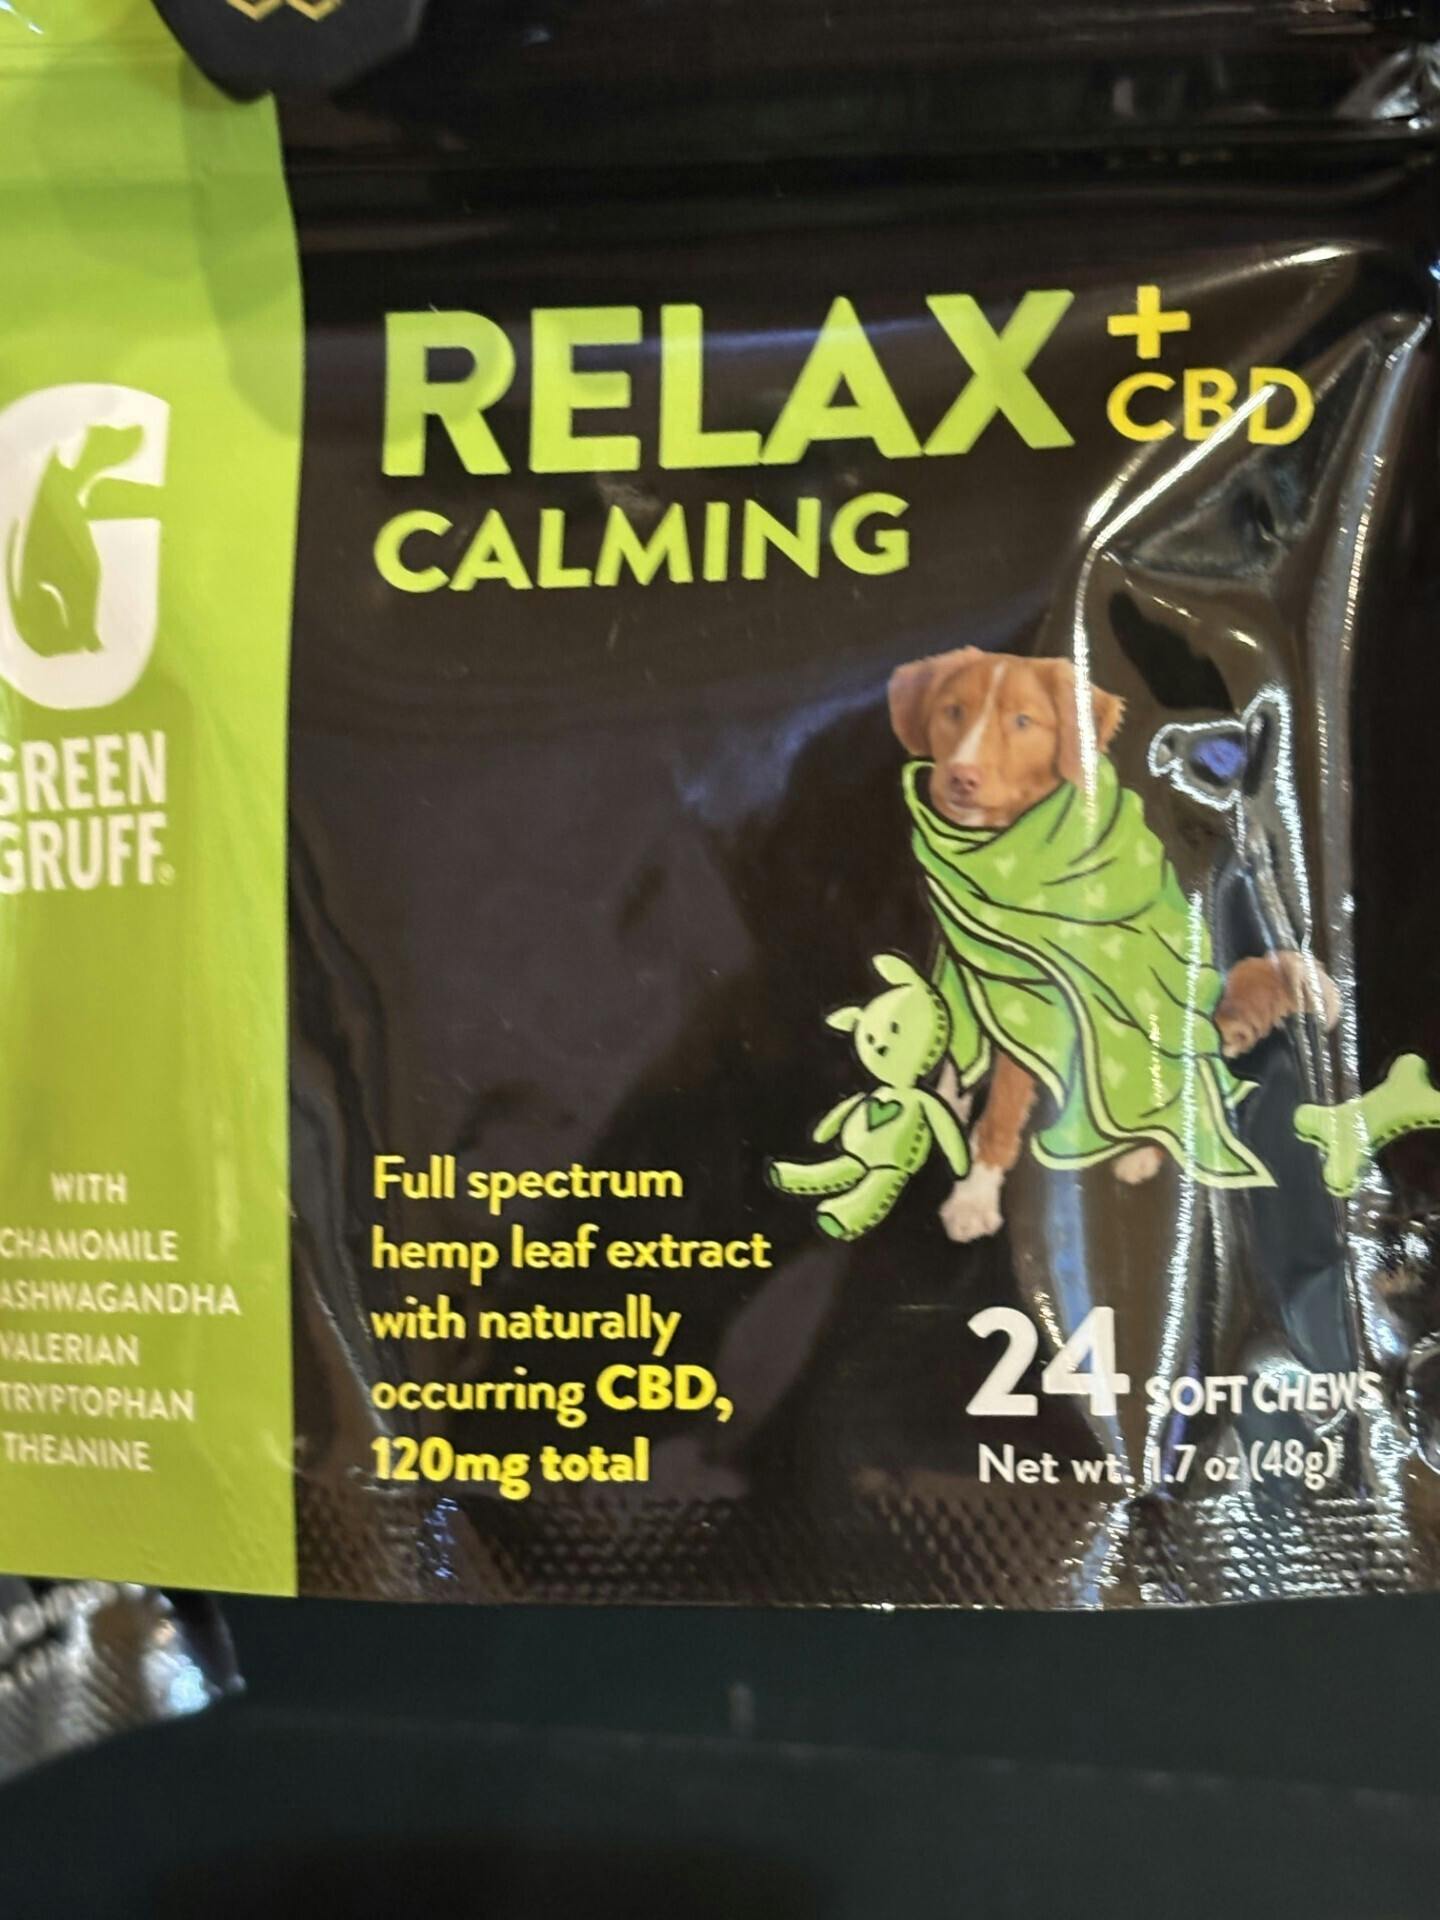 RELAX + CBD
CALMING
GREEN
GRUFF®
WITH
CHAMOMILE
ASHWAGANDHA
VALERIAN
TRYPTOPHAN
THEANINE
Full spectrum
hemp leaf extract
with naturally
occurring CBD,
120mg total
24 SOFT CHEWS
Net wt. 1.7 oz (48g)